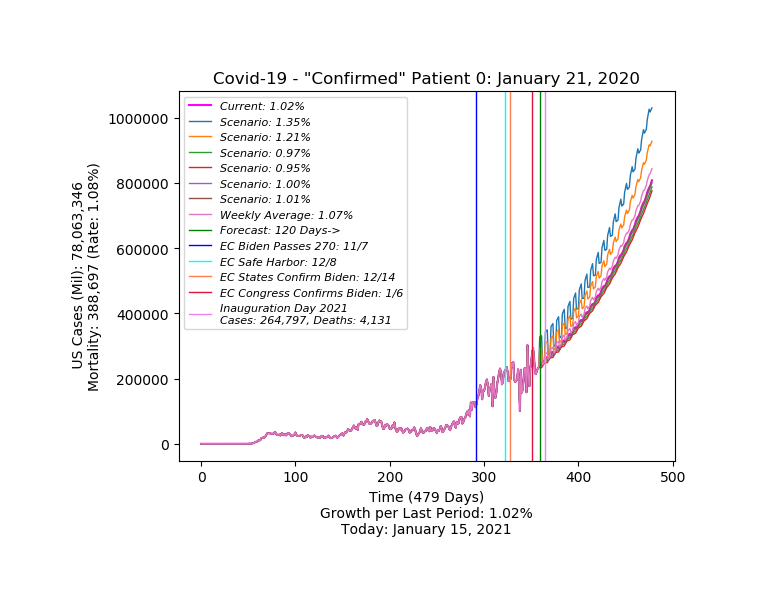 Covid-19 - "Confirmed" Patient 0: January 21, 2020
Current: 1.02%
Scenario: 1.35%
Scenario: 1.21%
Scenario: 0.97%
Scenario: 0.95%
Scenario: 1.00%
Scenario: 1.01%
Weekly Average: 1.07%
Forecast: 120 Days->
EC Biden Passes 270: 11/7
EC Safe Harbor: 12/8
EC States Confirm Biden: 12/14
EC Congress Confirms Biden: 1/6
Inauguration Day 2021
Cases: 264,797, Deaths: 4,131
US Cases (Mil): 78,063,346
Mortality: 388,697 (Rate: 1.08%)
1000000
800000
600000
400000
200000
0
0 100 200 300 400 500
Time (479 Days)
Growth per Last Period: 1.02%
Today: January 15, 2021